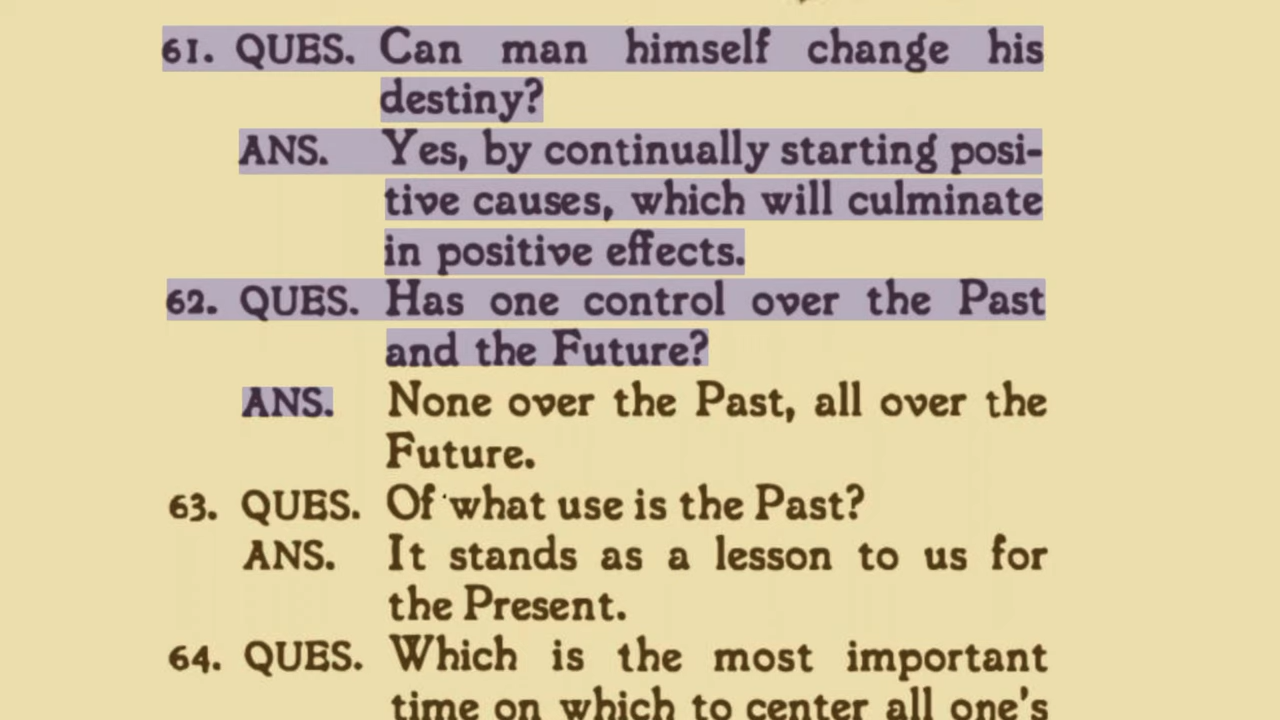 61. QUES. Can man himself change his
destiny?
ANS. Yes, by continually starting posi-
tive causes, which will culminate
in positive effects.
62. QUES. Has one control over the Past
and the Future?
ANS. None over the Past, all over the
Future.
63. QUES. Of what use is the Past?
ANS. It stands as a lesson to us for
the Present.
64. QUES. Which is the most important
time on which to center all one's